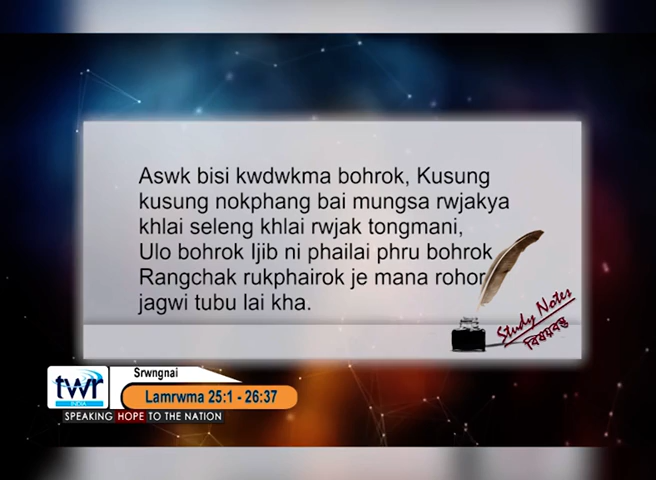 Aswk bisi kwdwkma bohrok, Kusung
kusung nokphang bai mungsa rwjakya
khlai seleng khlai rwjak tongmani,
Ulo bohrok Ijib ni phailai phru bohrok
Rangchak rukphairok je mana rohor
jagwi tubu lai kha.
Study Notes
বিষয়বস্তু
twr
INDIA
Srwngnai
Lamrwma 25:1 - 26:37
SPEAKING HOPE TO THE NATION